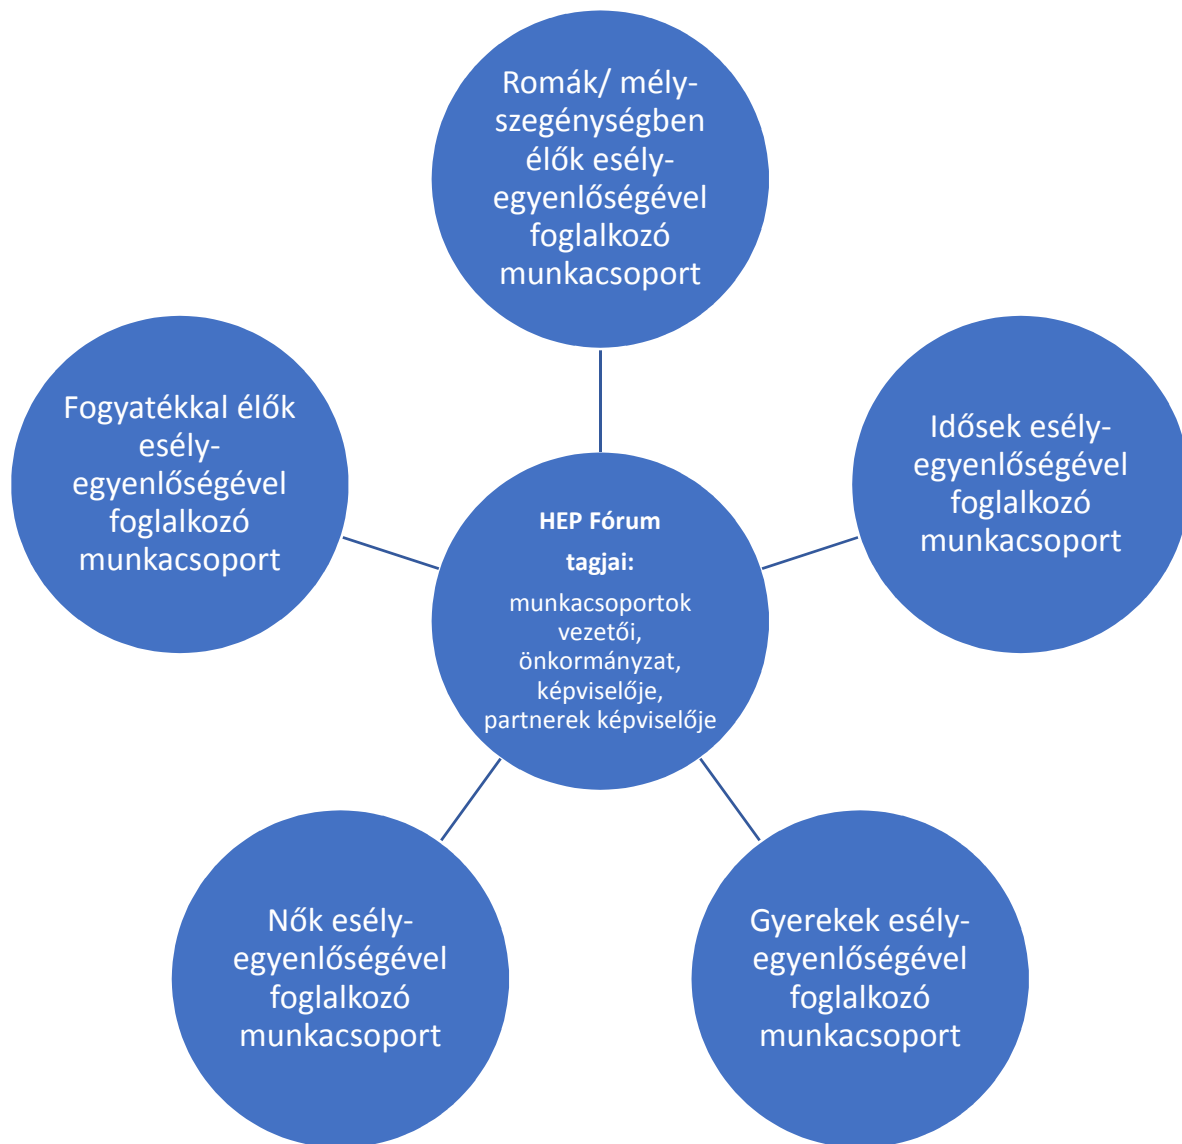 Romák/ mély-
szegénységben
élők esély-
egyenlőségével
foglalkozó
munkacsoport
Fogyatékkal élők
esély-
egyenlőségével
foglalkozó
munkacsoport
Idősek esély-
egyenlőségével
foglalkozó
munkacsoport
HEP Fórum
tagjai:
munkacsoportok
vezetői,
önkormányzat,
képviselője,
partnerek képviselője
Nők esély-
egyenlőségével
foglalkozó
munkacsoport
Gyerekek esély-
egyenlőségével
foglalkozó
munkacsoport